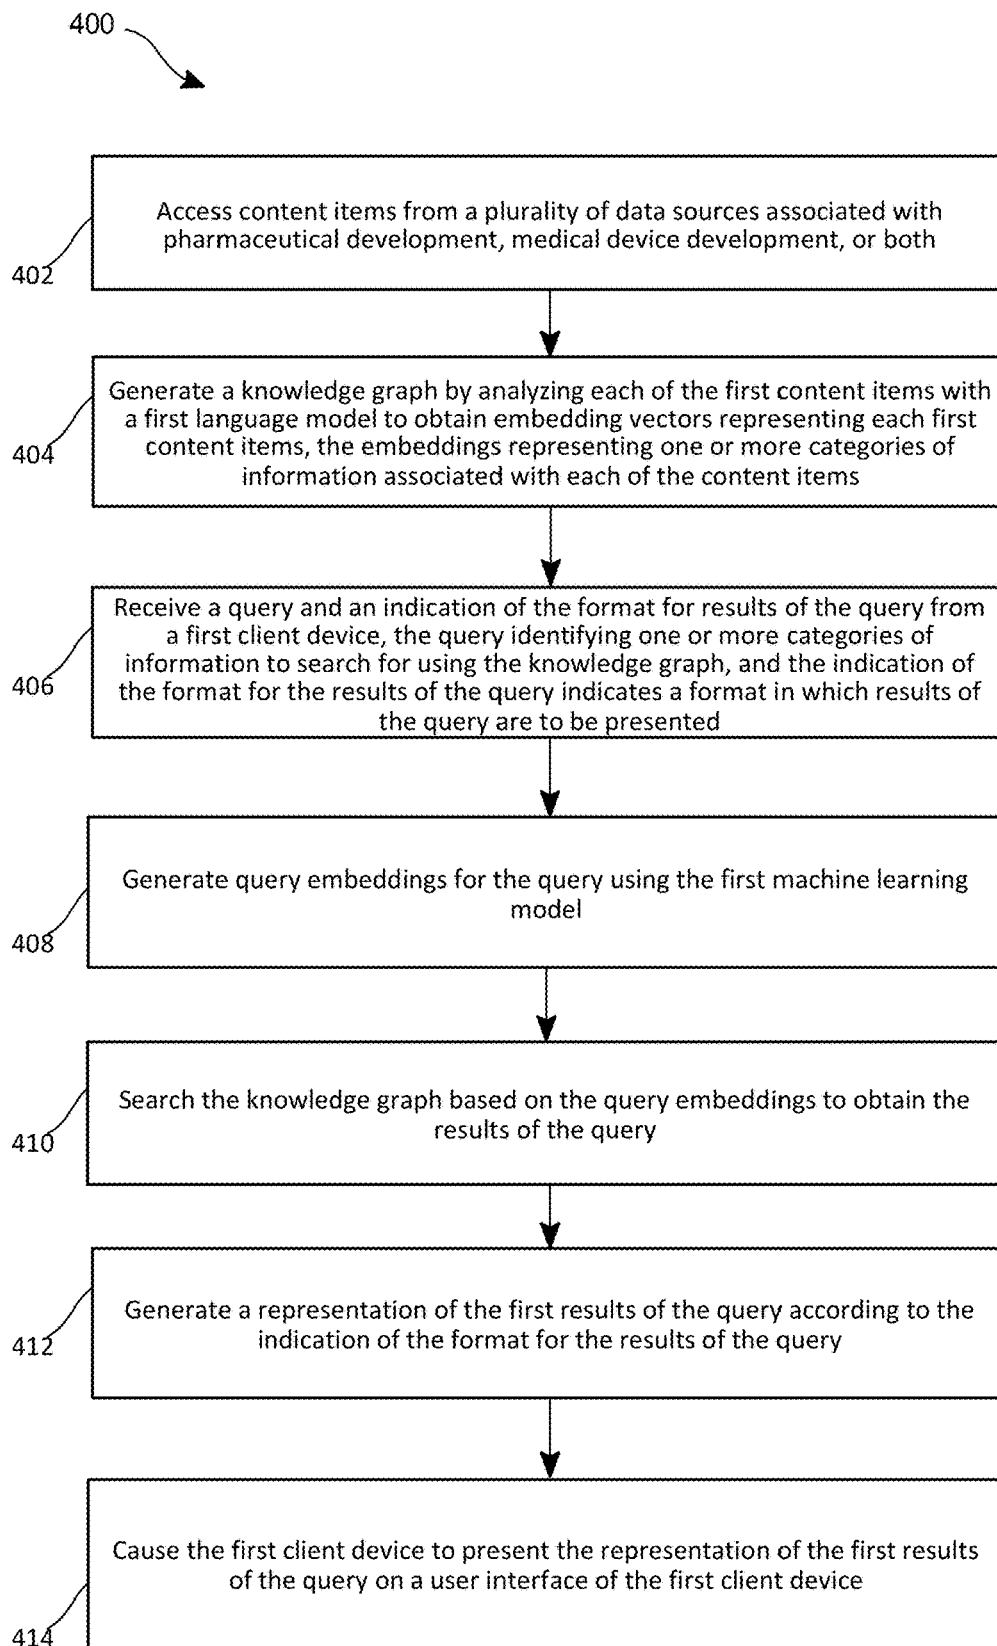 400
Access content items from a plurality of data sources associated with
pharmaceutical development, medical device development, or both
402
Generate a knowledge graph by analyzing each of the first content items with
a first language model to obtain embedding vectors representing each first
content items, the embeddings representing one or more categories of
information associated with each of the content items
404
Receive a query and an indication of the format for results of the query from
a first client device, the query identifying one or more categories of
information to search for using the knowledge graph, and the indication of
the format for the results of the query indicates a format in which results of
the query are to be presented
406
Generate query embeddings for the query using the first machine learning
model
408
Search the knowledge graph based on the query embeddings to obtain the
results of the query
410
Generate a representation of the first results of the query according to the
indication of the format for the results of the query
412
Cause the first client device to present the representation of the first results
of the query on a user interface of the first client device
414